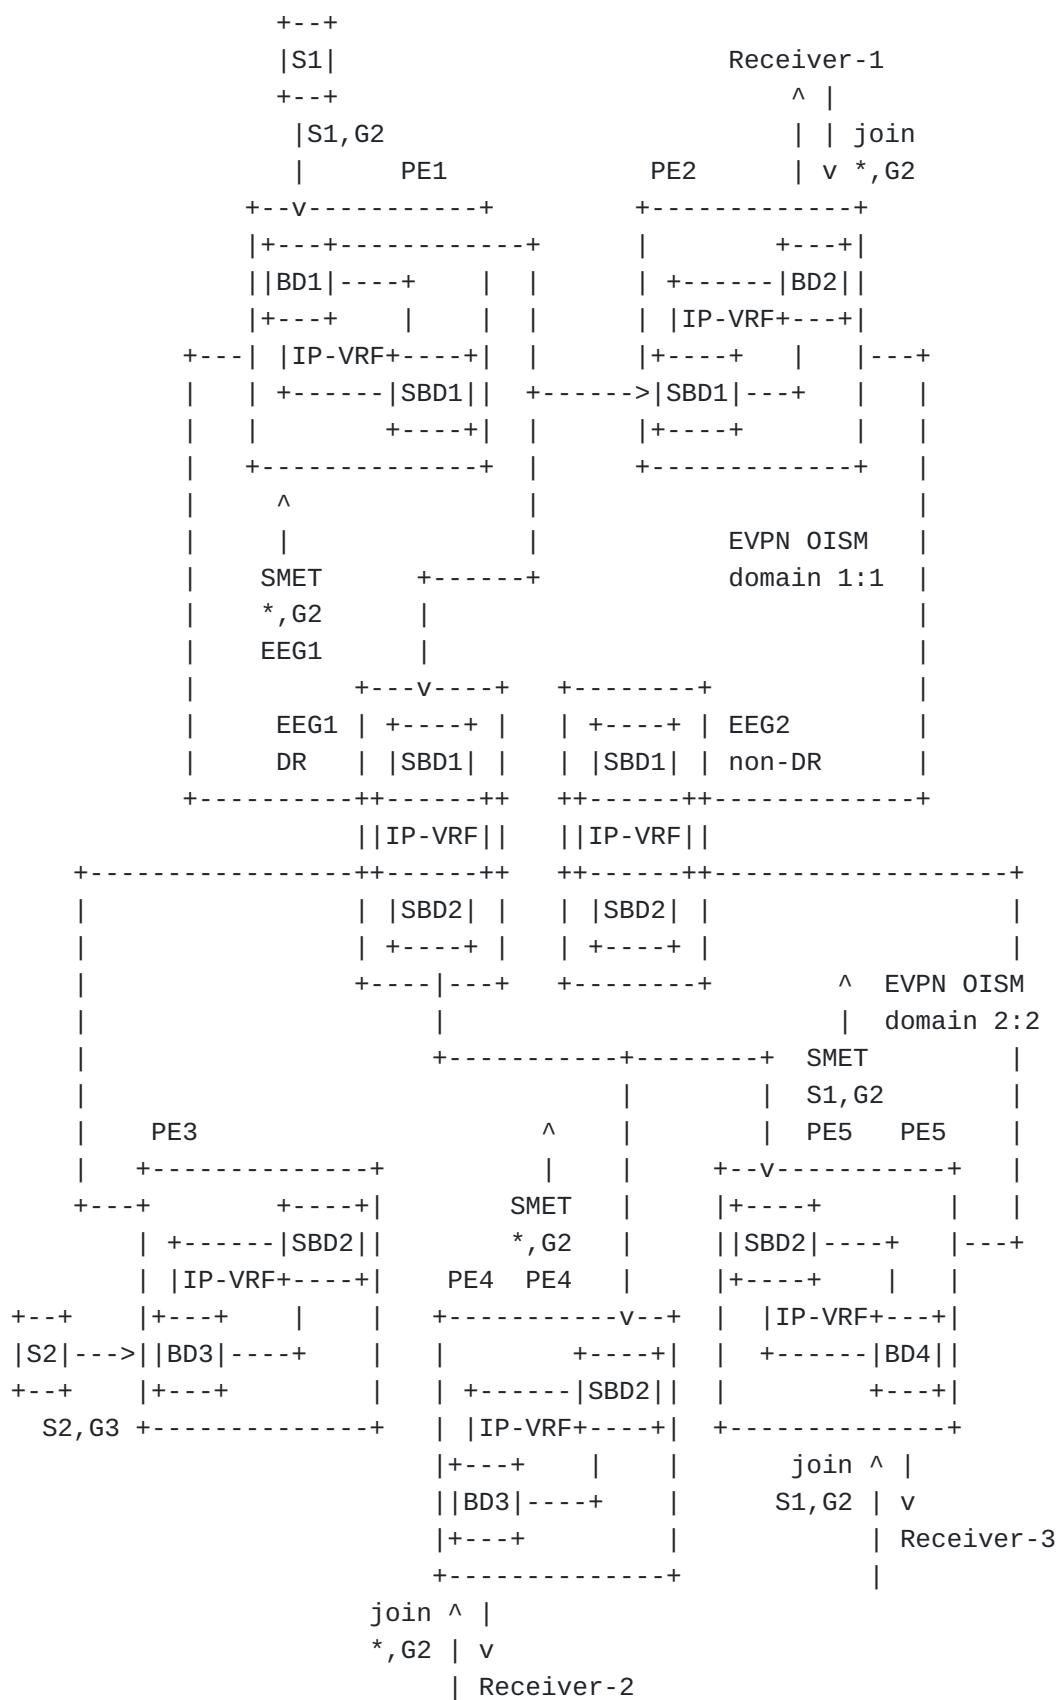 +--+
                 |S1|                         Receiver-1
                 +--+                             ^ |
                  |S1,G2                          | | join
                  |      PE1             PE2      | v *,G2
               +--v-----------+         +-------------+
               |+---+------------+      |        +---+|
               ||BD1|----+    |  |      | +------|BD2||
               |+---+    |    |  |      | |IP-VRF+---+|
           +---| |IP-VRF+----+|  |      |+----+   |   |---+
           |   | +------|SBD1||  +------>|SBD1|---+   |   |
           |   |        +----+|  |      |+----+       |   |
           |   +--------------+  |      +-------------+   |
           |     ^               |                        |
           |     |               |            EVPN OISM   |
           |    SMET      +------+            domain 1:1  |
           |    *,G2      |                               |
           |    EEG1      |                               |
           |          +---v----+   +--------+             |
           |     EEG1 | +----+ |   | +----+ | EEG2        |
           |     DR   | |SBD1| |   | |SBD1| | non-DR      |
           +----------++------++   ++------++-------------+
                      ||IP-VRF||   ||IP-VRF||
    +-----------------++------++   ++------++-------------------+
    |                 | |SBD2| |   | |SBD2| |                   |
    |                 | +----+ |   | +----+ |                   |
    |                 +----|---+   +--------+        ^  EVPN OISM
    |                      |                         |  domain 2:2
    |                      +-----------+--------+  SMET         |
    |                                  |        |  S1,G2        |
    |    PE3                      ^    |        |  PE5   PE5    |
    |   +--------------+          |    |     +--v-----------+   |
    +---+        +----+|        SMET   |     |+----+        |   |
        | +------|SBD2||        *,G2   |     ||SBD2|----+   |---+
        | |IP-VRF+----+|    PE4  PE4   |     |+----+    |   |
+--+    |+---+    |    |   +-----------v--+  |  |IP-VRF+---+|
|S2|--->||BD3|----+    |   |        +----+|  |  +------|BD4||
+--+    |+---+         |   | +------|SBD2||  |         +---+|
  S2,G3 +--------------+   | |IP-VRF+----+|  +--------------+
                           |+---+    |    |       join ^ |
                           ||BD3|----+    |      S1,G2 | v
                           |+---+         |            | Receiver-3
                           +--------------+            |
                       join ^ |
                       *,G2 | v
                            | Receiver-2